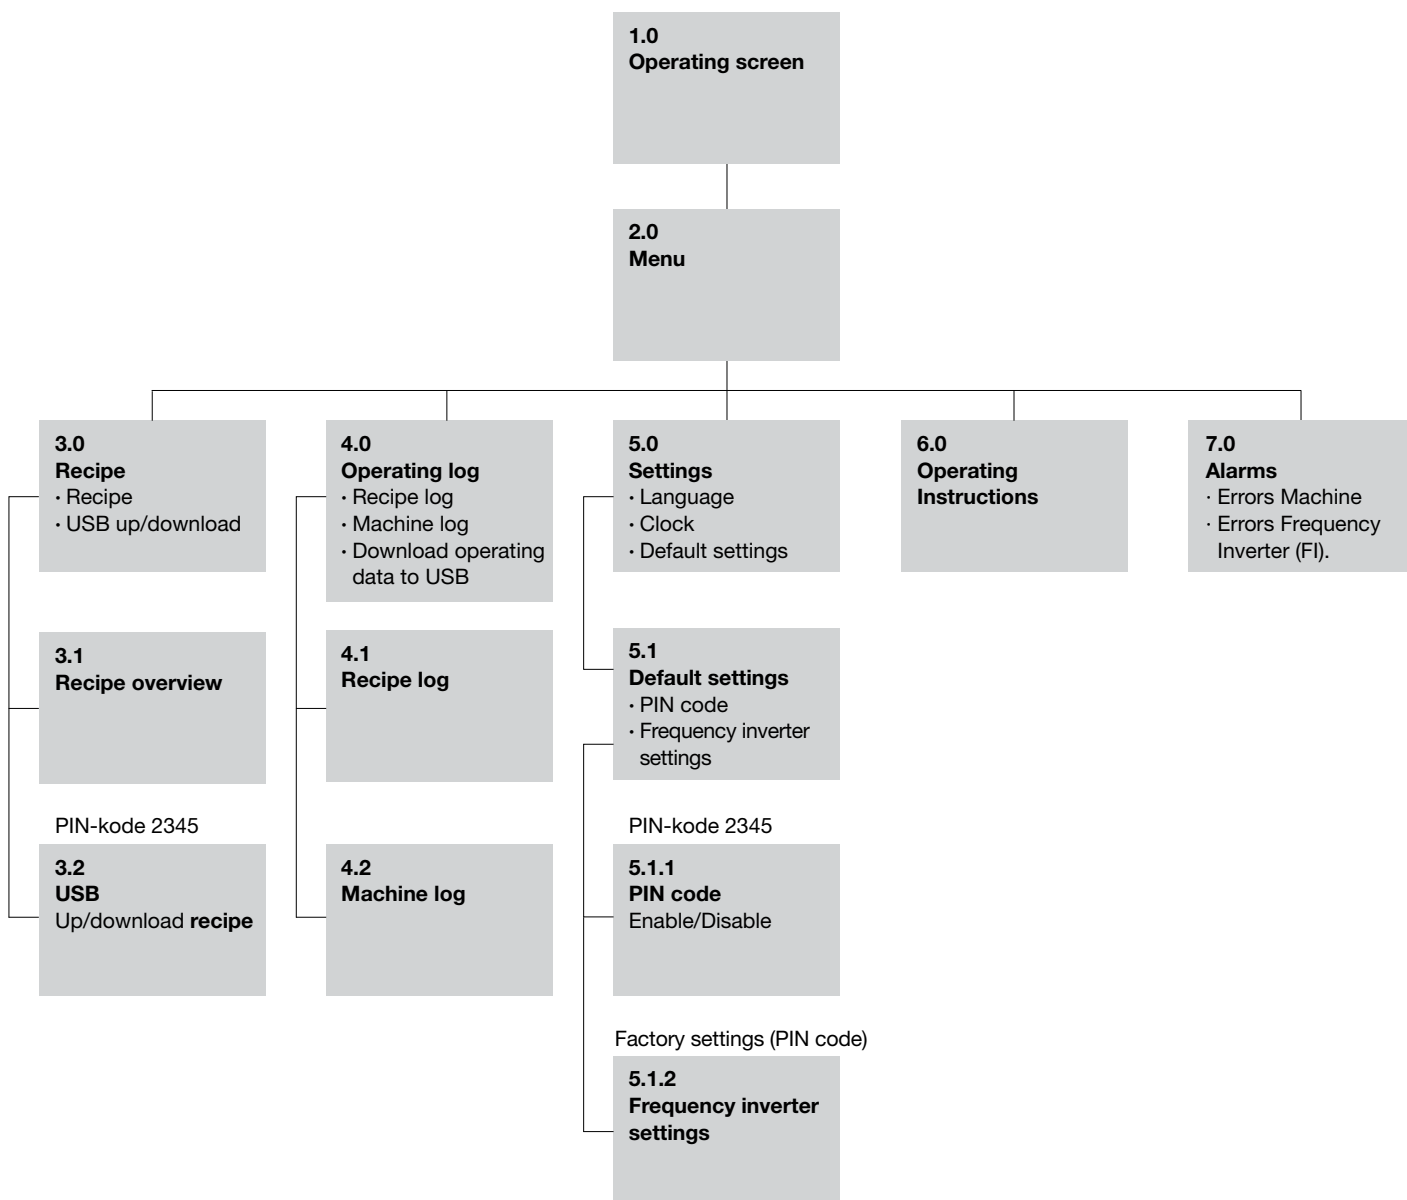 1.0
Operating screen
2.0
Menu
3.0
Recipe
· Recipe
· USB up/download
4.0
Operating log
· Recipe log
· Machine log
· Download operating
data to USB
5.0
Settings
· Language
· Clock
· Default settings
6.0
Operating
Instructions
7.0
Alarms
· Errors Machine
· Errors Frequency
Inverter (FI).
3.1
Recipe overview
4.1
Recipe log
5.1
Default settings
· PIN code
· Frequency inverter
settings
PIN-kode 2345
3.2
USB
Up/download recipe
4.2
Machine log
PIN-kode 2345
5.1.1
PIN code
Enable/Disable
Factory settings (PIN code)
5.1.2
Frequency inverter
settings